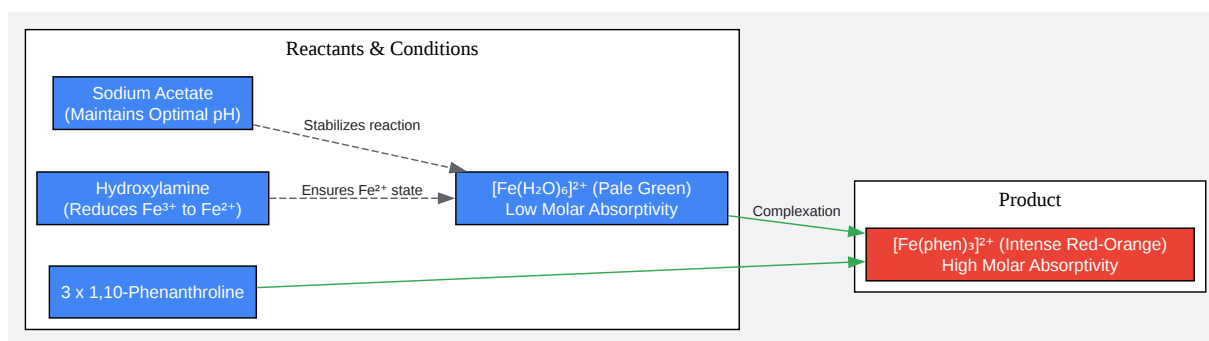 Reactants & Conditions
Sodium Acetate
(Maintains Optimal pH)
Stabilizes reaction
Hydroxylamine
(Reduces Fe³⁺ to Fe²⁺)
Ensures Fe²⁺ state
[Fe(H₂O)₆]²⁺ (Pale Green)
Low Molar Absorptivity
3 x 1,10-Phenanthroline
Complexation
Product
[Fe(phen)₃]²⁺ (Intense Red-Orange)
High Molar Absorptivity